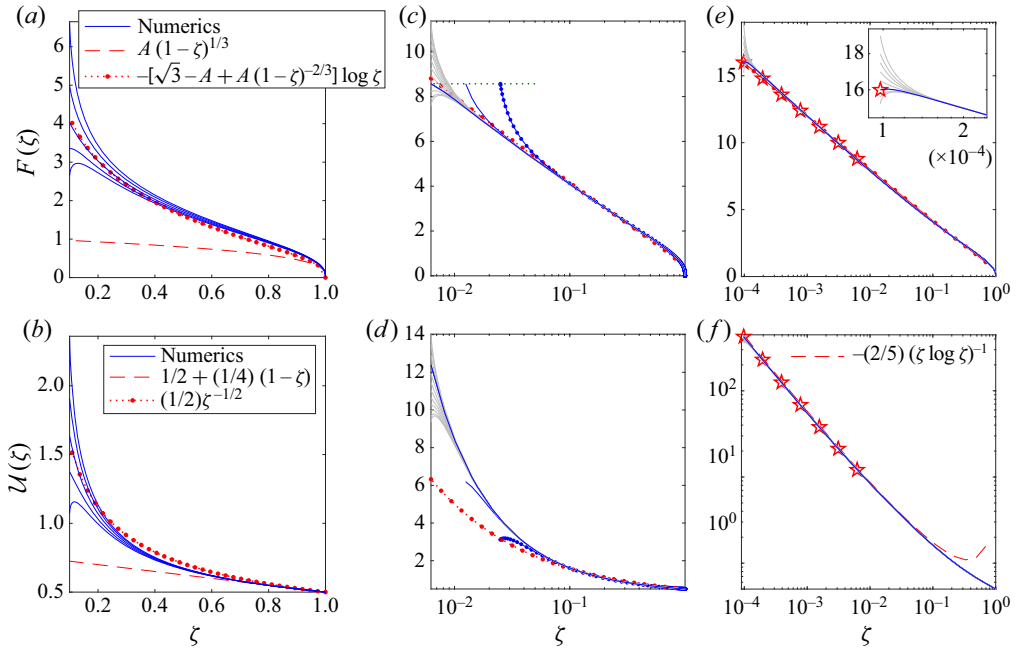 (a)
6
5
4
3
2
1
0
F(ζ)
Numerics
A(1–ζ)^{1/3}
–[√3 –A + A(1–ζ)^{-2/3}] log ζ
0.2 0.4 0.6 0.8 1.0
(c)
10
8
6
4
2
0
10^{-2} 10^{-1}
(e)
15
10
5
0
10^{-4} 10^{-3} 10^{-2} 10^{-1} 10^{0}
18
16
1 2
(×10^{-4})
(b)
2.0
1.5
1.0
0.5
𝒰(ζ)
Numerics
1/2 + (1/4) (1–ζ)
(1/2)ζ^{-1/2}
0.2 0.4 0.6 0.8 1.0
ζ
(d)
14
12
10
8
6
4
2
10^{-2} 10^{-1}
ζ
(f)
10^{2}
10^{1}
10^{0}
–(2/5) (ζ log ζ)^{-1}
10^{-4} 10^{-3} 10^{-2} 10^{-1} 10^{0}
ζ